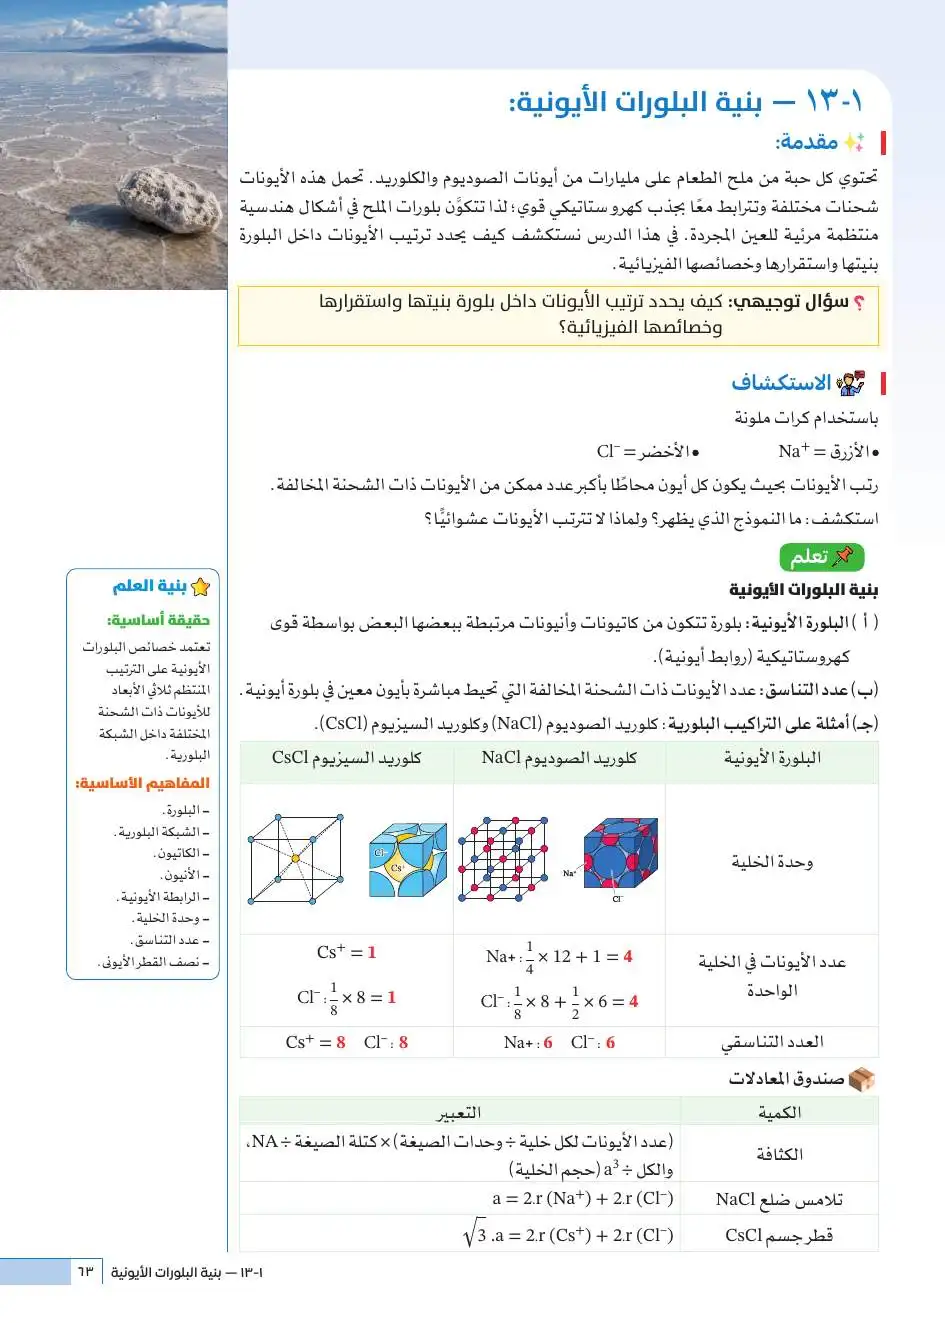 ١-١٣ — بنية البلورات الأيونية:
مقدمة:
تحتوي كل حبة من ملح الطعام على مليارات من أيونات الصوديوم والكلوريد. تحمل هذه الأيونات
شحنات مختلفة وتترابط معًا بجذب كهروستاتيكي قوي؛ لذا تتكوَّن بلورات الملح في أشكال هندسية
منتظمة مرئية للعين المجردة. في هذا الدرس نستكشف كيف يحدد ترتيب الأيونات داخل البلورة
بنيتها واستقرارها وخصائصها الفيزيائية.
؟ سؤال توجيهي: كيف يحدد ترتيب الأيونات داخل بلورة بنيتها واستقرارها
وخصائصها الفيزيائية؟
الاستكشاف
باستخدام كرات ملونة
• الأزرق = Na⁺ • الأخضر = Cl⁻
رتب الأيونات بحيث يكون كل أيون محاطًا بأكبر عدد ممكن من الأيونات ذات الشحنة المخالفة.
استكشف: ما النموذج الذي يظهر؟ ولماذا لا تترتب الأيونات عشوائيًّا؟
تعلم
بنية البلورات الأيونية
( أ ) البلورة الأيونية: بلورة تتكون من كاتيونات وأنيونات مرتبطة ببعضها البعض بواسطة قوى
كهروستاتيكية (روابط أيونية).
(ب) عدد التناسق: عدد الأيونات ذات الشحنة المخالفة التي تحيط مباشرة بأيون معين في بلورة أيونية.
(جـ) أمثلة على التراكيب البلورية: كلوريد الصوديوم (NaCl) وكلوريد السيزيوم (CsCl).
البلورة الأيونية كلوريد الصوديوم NaCl كلوريد السيزيوم CsCl
وحدة الخلية
Na⁺
Cl⁻
Cl⁻
Cs⁺
عدد الأيونات في الخلية
الواحدة
Na+ : 1/4 × 12 + 1 = 4
Cl⁻ : 1/8 × 8 + 1/2 × 6 = 4
Cs⁺ = 1
Cl⁻ : 1/8 × 8 = 1
العدد التناسقي Na+ : 6 Cl⁻ : 6 Cs⁺ = 8 Cl⁻ : 8
صندوق المعادلات
الكمية التعبير
الكثافة (عدد الأيونات لكل خلية ÷ وحدات الصيغة) × كتلة الصيغة ÷ NA،
والكل ÷ a³ (حجم الخلية)
تلامس ضلع NaCl a = 2.r (Na⁺) + 2.r (Cl⁻)
قطر جسم CsCl √3 .a = 2.r (Cs⁺) + 2.r (Cl⁻)
بنية العلم
حقيقة أساسية:
تعتمد خصائص البلورات
الأيونية على الترتيب
المنتظم ثلاثي الأبعاد
للأيونات ذات الشحنة
المختلفة داخل الشبكة
البلورية.
المفاهيم الأساسية:
– البلورة.
– الشبكة البلورية.
– الكاتيون.
– الأنيون.
– الرابطة الأيونية.
– وحدة الخلية.
– عدد التناسق.
– نصف القطر الأيونى.
١-١٣ — بنية البلورات الأيونية
٦٣